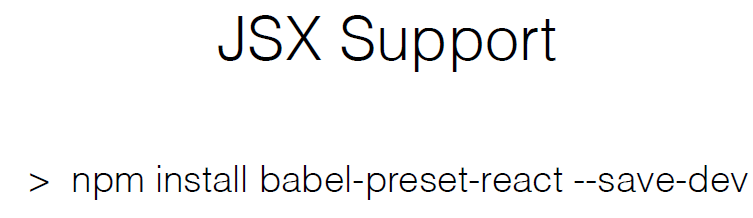 JSX Support
> npm install babel-preset-react --save-dev